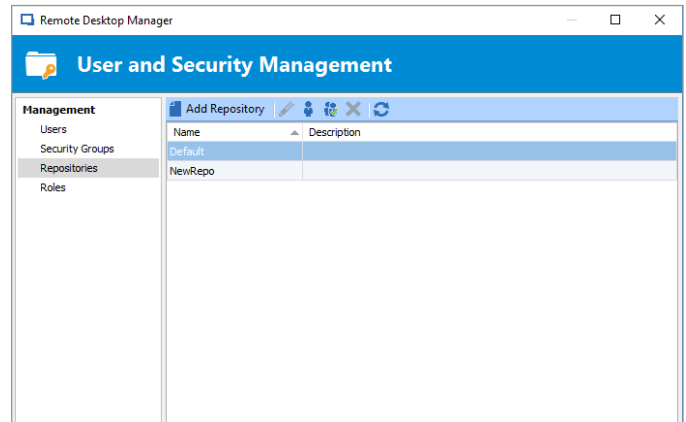 Remote Desktop Manager
User and Security Management
Management
Users
Security Groups
Repositories
Roles
Add Repository
Name Description
Default
NewRepo